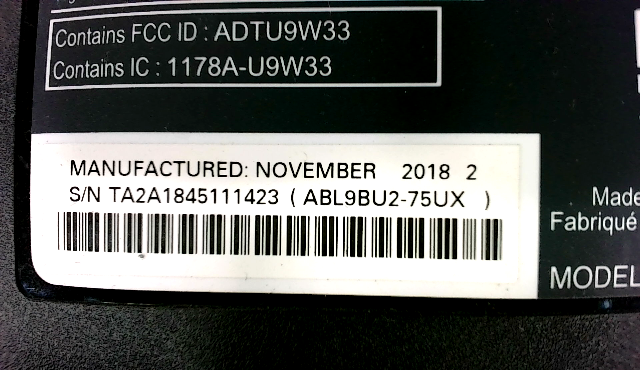 Contains FCC ID : ADTU9W33
Contains IC : 1178A-U9W33
MANUFACTURED: NOVEMBER 2018 2
S/N TA2A1845111423 ( ABL9BU2-75UX )
Made
Fabriqué
MODEL